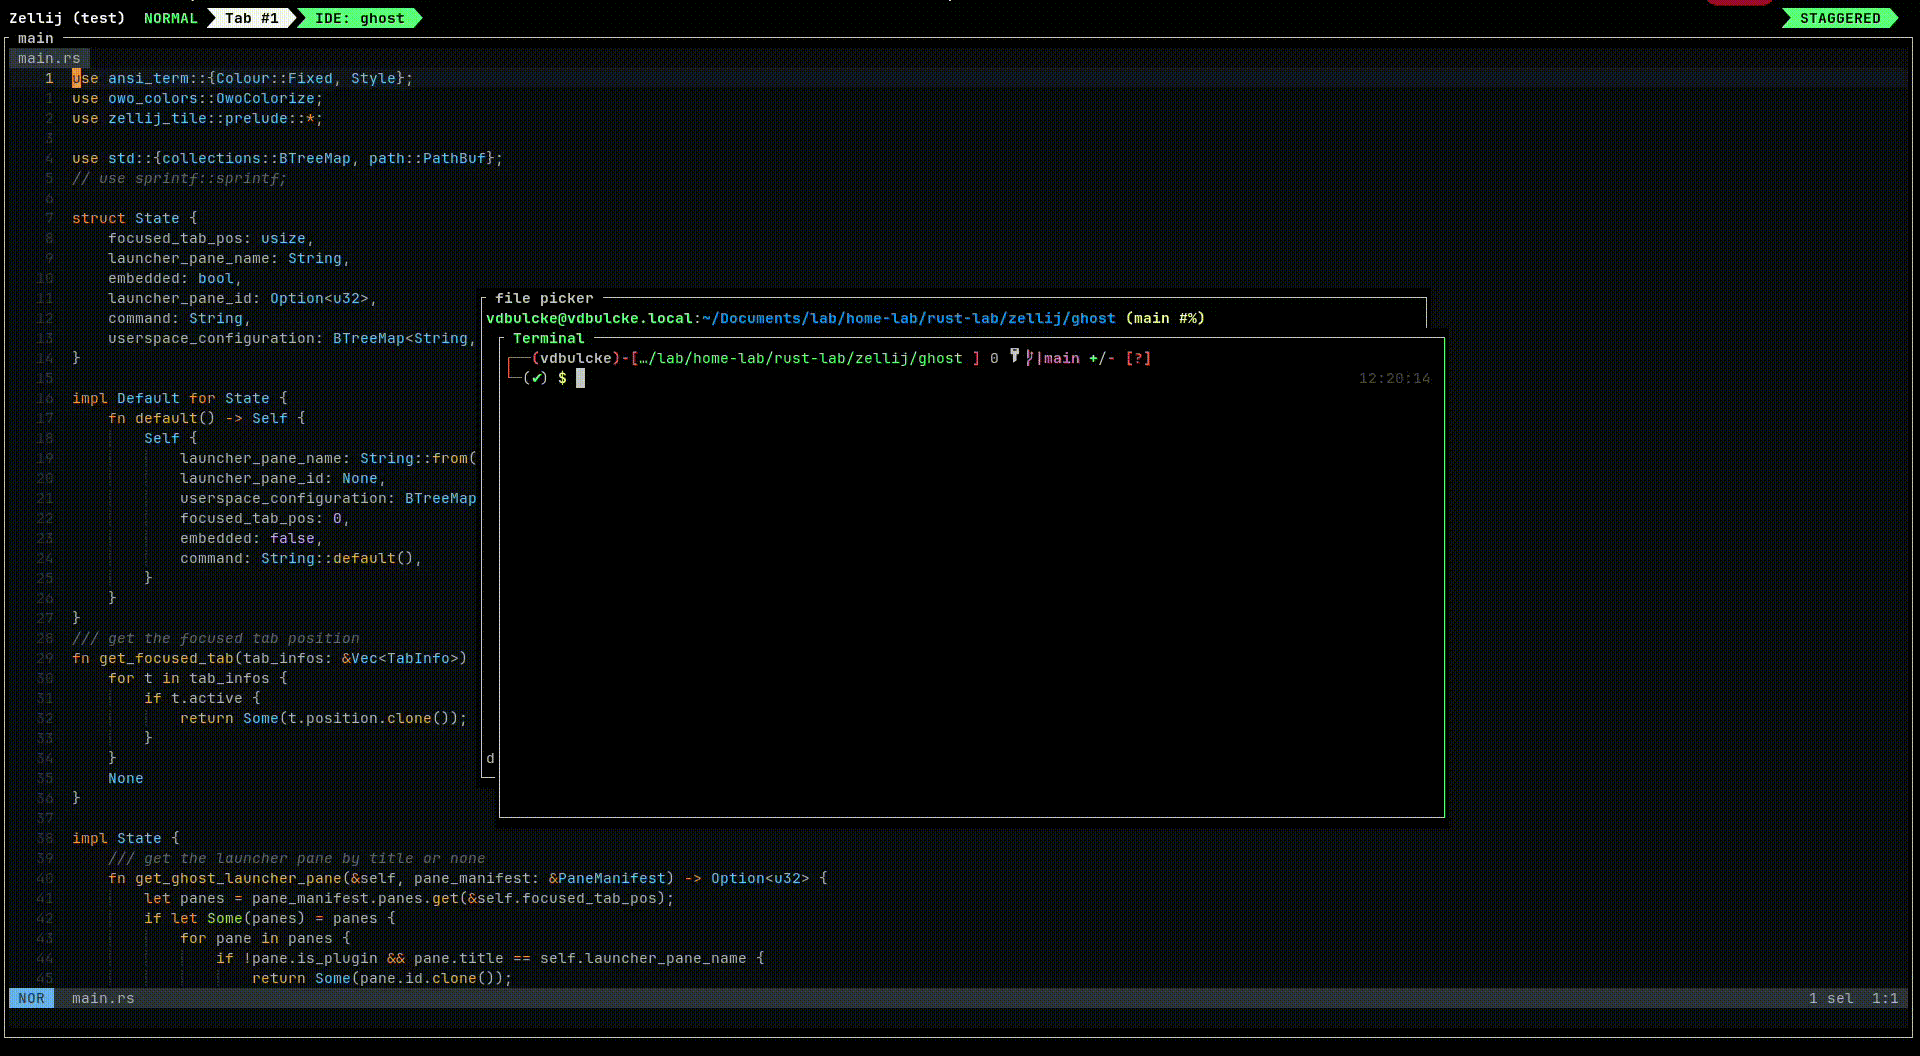 Zellij (test)  NORMAL  Tab #1  IDE: ghost  STAGGERED
main
main.rs
1  use ansi_term::{Colour::Fixed, Style};
1  use owo_colors::OwoColorize;
2  use zellij_tile::prelude::*;
3
4  use std::{collections::BTreeMap, path::PathBuf};
5  // use sprintf::sprintf;
6
7  struct State {
8      focused_tab_pos: usize,
9      launcher_pane_name: String,
10      embedded: bool,
11      launcher_pane_id: Option<u32>,
12      command: String,
13      userspace_configuration: BTreeMap<String,
14  }
15
16  impl Default for State {
17      fn default() -> Self {
18          Self {
19              launcher_pane_name: String::from(
20              launcher_pane_id: None,
21              userspace_configuration: BTreeMap
22              focused_tab_pos: 0,
23              embedded: false,
24              command: String::default(),
25          }
26      }
27  }
28  /// get the focused tab position
29  fn get_focused_tab(tab_infos: &Vec<TabInfo>)
30      for t in tab_infos {
31          if t.active {
32              return Some(t.position.clone());
33          }
34      }
35      None
36  }
37
38  impl State {
39      /// get the launcher pane by title or none
40      fn get_ghost_launcher_pane(&self, pane_manifest: &PaneManifest) -> Option<u32> {
41          let panes = pane_manifest.panes.get(&self.focused_tab_pos);
42          if let Some(panes) = panes {
43              for pane in panes {
44                  if !pane.is_plugin && pane.title == self.launcher_pane_name {
45                      return Some(pane.id.clone());
file picker
vdbulcke@vdbulcke.local:~/Documents/lab/home-lab/rust-lab/zellij/ghost (main #%)
d
Terminal
(vdbulcke)-[…/lab/home-lab/rust-lab/zellij/ghost ] 0 |main +/- [?]
(✔) $  12:20:14
NOR  main.rs  1 sel  1:1